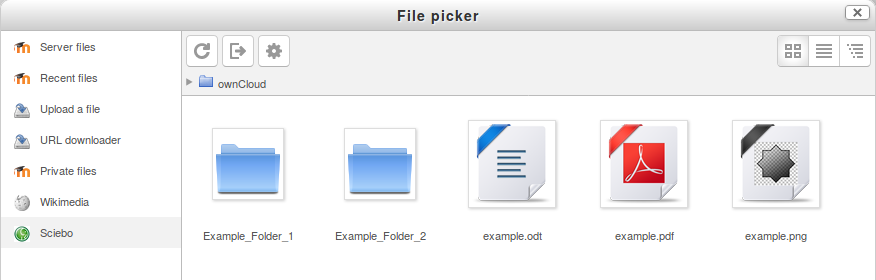 File picker
Server files
Recent files
Upload a file
URL downloader
Private files
Wikimedia
Sciebo
ownCloud
Example_Folder_1
Example_Folder_2
example.odt
example.pdf
example.png